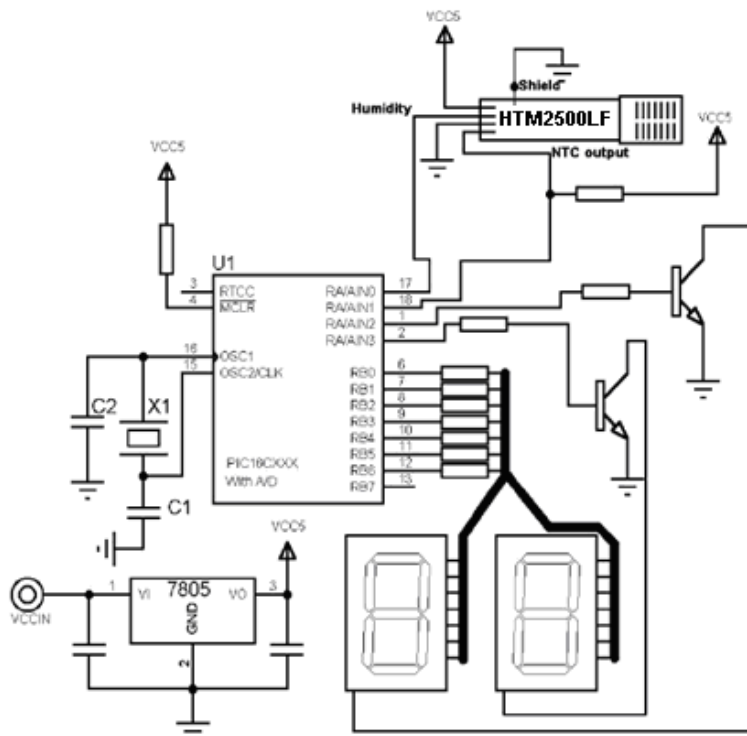 VCC5
Shield
HTM2500LF
Humidity
NTC output
VCC5
VCC5
U1
3 RTCC
4 MCLR
16 OSC1
15 OSC2/CLK
RA/AIN0 17
RA/AIN1 18
RA/AIN2 1
RA/AIN3 2
RB0 6
RB1 7
RB2 8
RB3 9
RB4 10
RB5 11
RB6 12
RB7 13
PIC16CXXX
With A/D
C2
X1
C1
VCC5
VCCIN
1 VI 7805 VO 3
GND
2